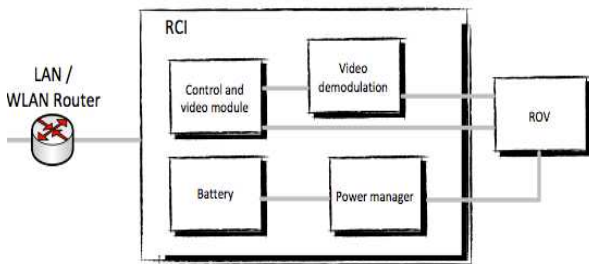 RCI
LAN /
WLAN Router
Control and
video module
Video
demodulation
ROV
Battery
Power manager